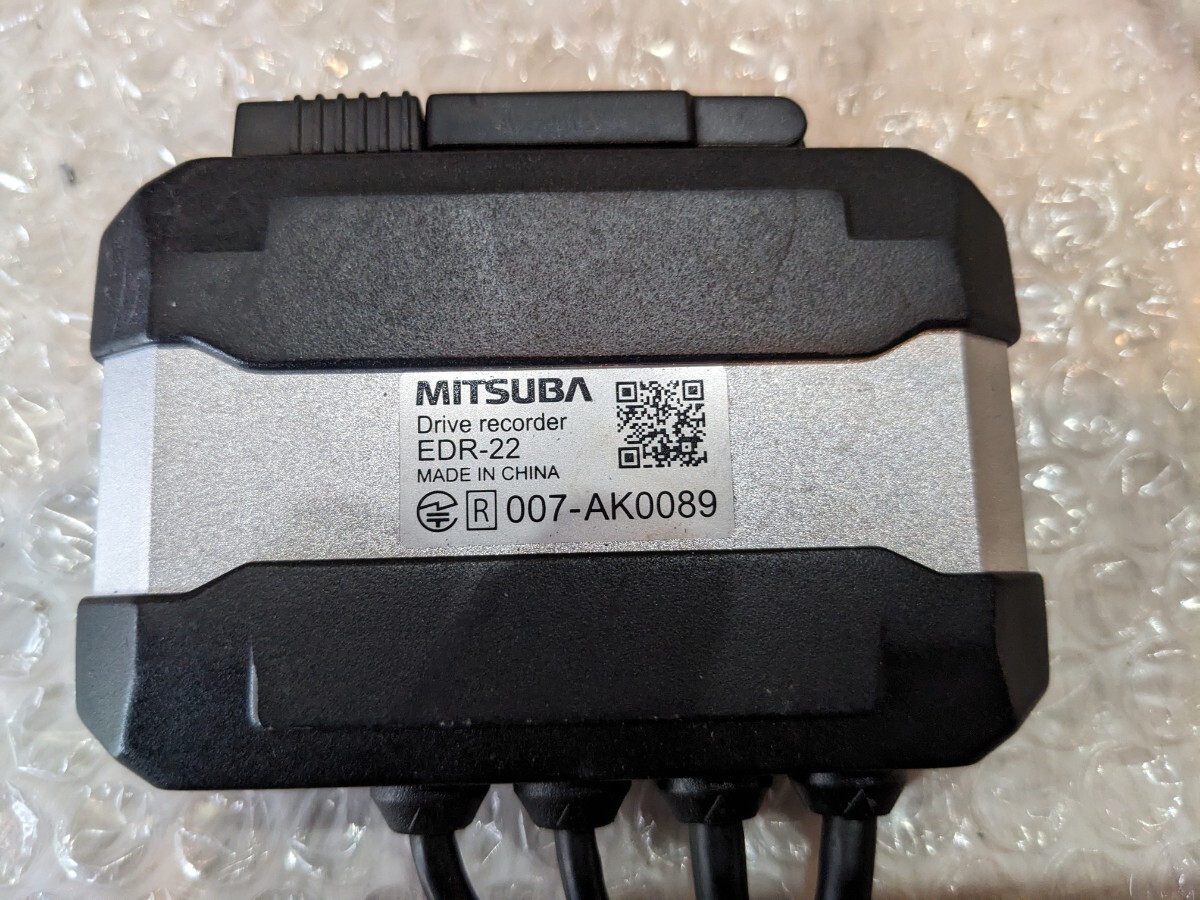 MITSUBA
Drive recorder
EDR-22
MADE IN CHINA
R 007-AK0089